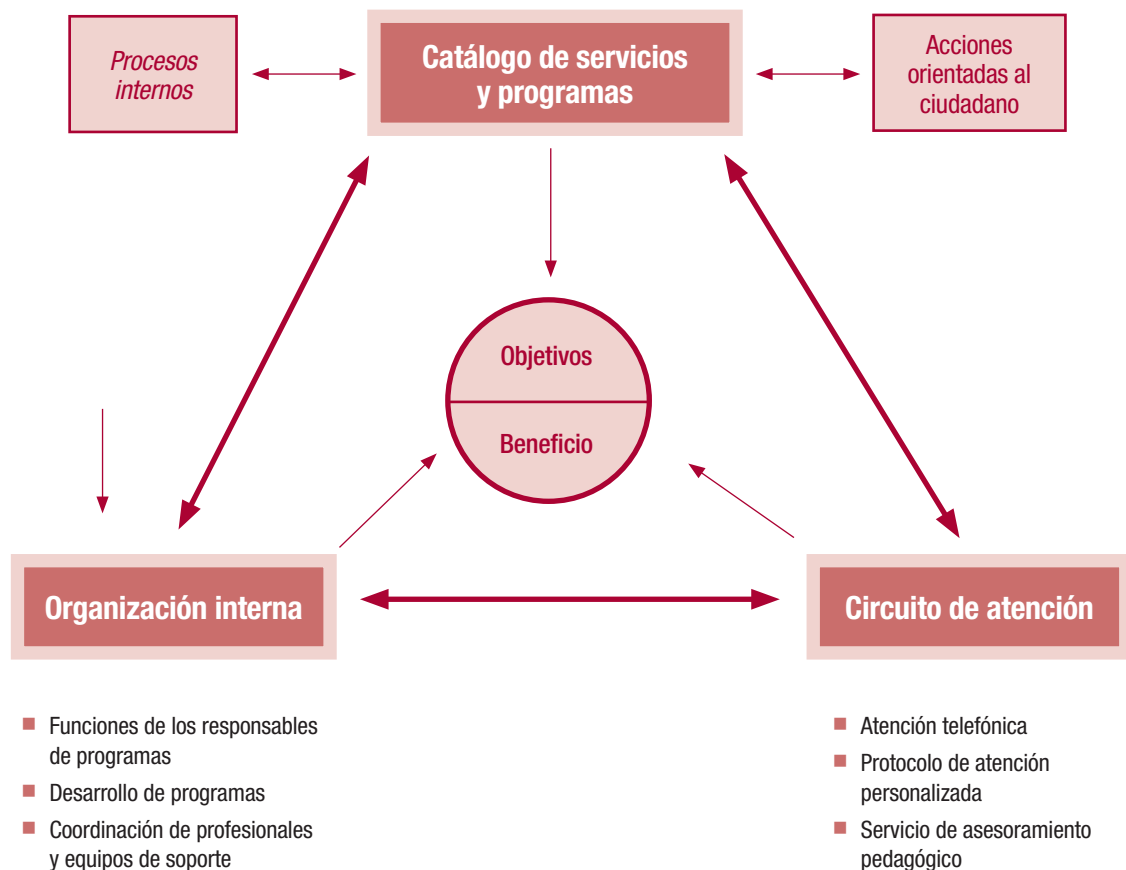 Procesos
internos
Catálogo de servicios
y programas
Acciones
orientadas al
ciudadano
Objetivos
Beneficio
Organización interna
Circuito de atención
Funciones de los responsables
de programas
Desarrollo de programas
Coordinación de profesionales
y equipos de soporte
Atención telefónica
Protocolo de atención
personalizada
Servicio de asesoramiento
pedagógico